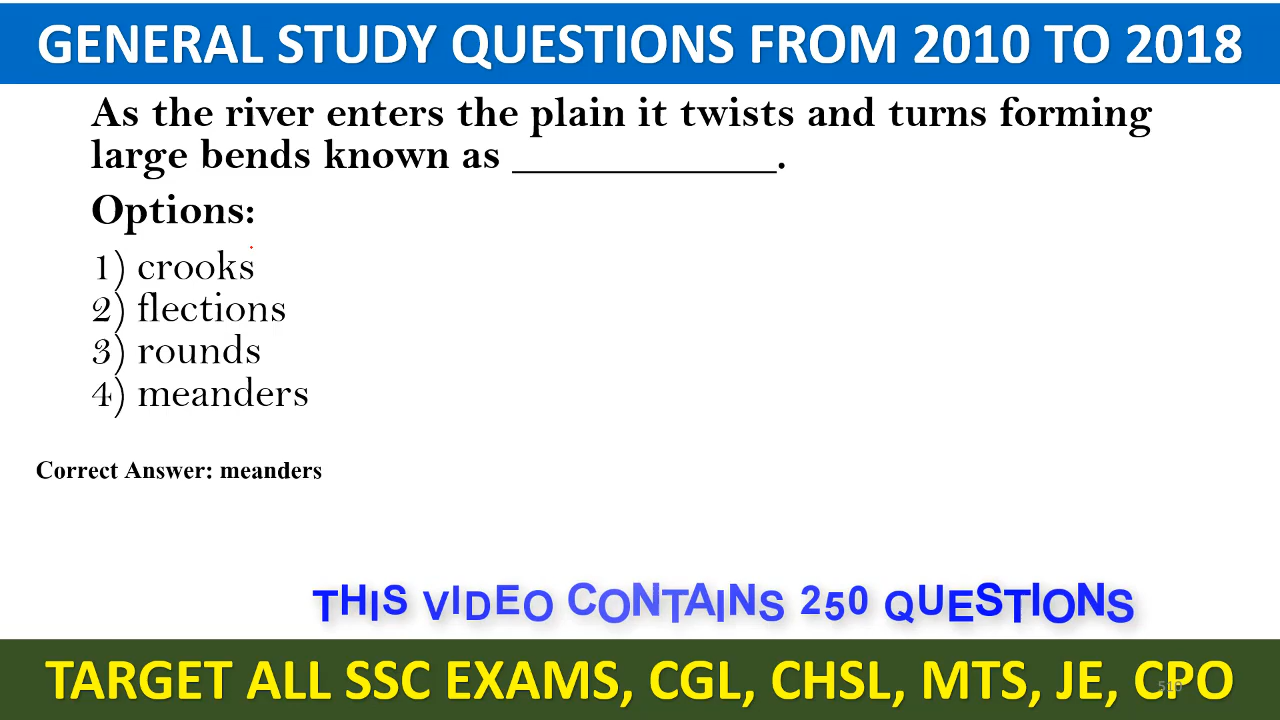 GENERAL STUDY QUESTIONS FROM 2010 TO 2018
As the river enters the plain it twists and turns forming
large bends known as _____________.
Options:
1) crooks
2) flections
3) rounds
4) meanders
Correct Answer: meanders
THIS VIDEO CONTAINS 250 QUESTIONS
TARGET ALL SSC EXAMS, CGL, CHSL, MTS, JE, CPO
510